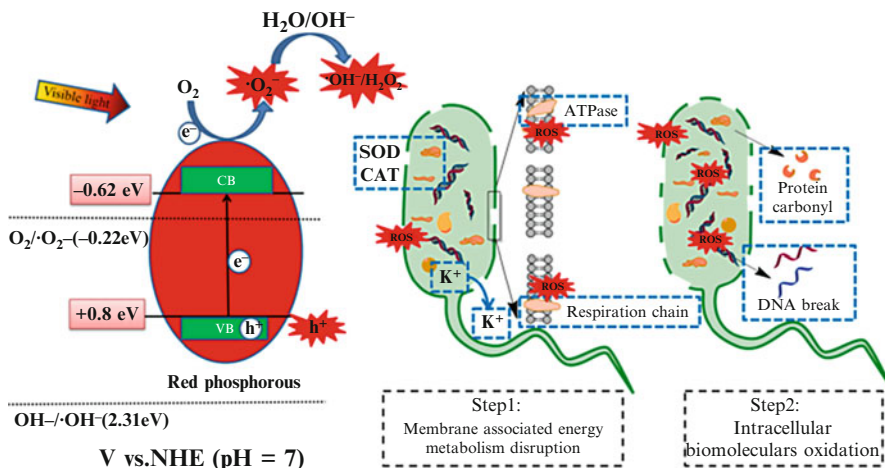 H₂O/OH⁻
Visible light
O₂
·O₂⁻
·OH⁻/H₂O₂
e⁻
CB
–0.62 eV
O₂/·O₂–(–0.22eV)
e⁻
+0.8 eV
VB
h⁺
h⁺
Red phosphorous
OH–/·OH⁻(2.31eV)
V vs.NHE (pH = 7)
SOD
CAT
ROS
K⁺
K⁺
ATPase
ROS
ROS
Respiration chain
Step1:
Membrane associated energy
metabolism disruption
ROS
ROS
ROS
Protein
carbonyl
DNA break
Step2:
Intracellular
biomoleculars oxidation